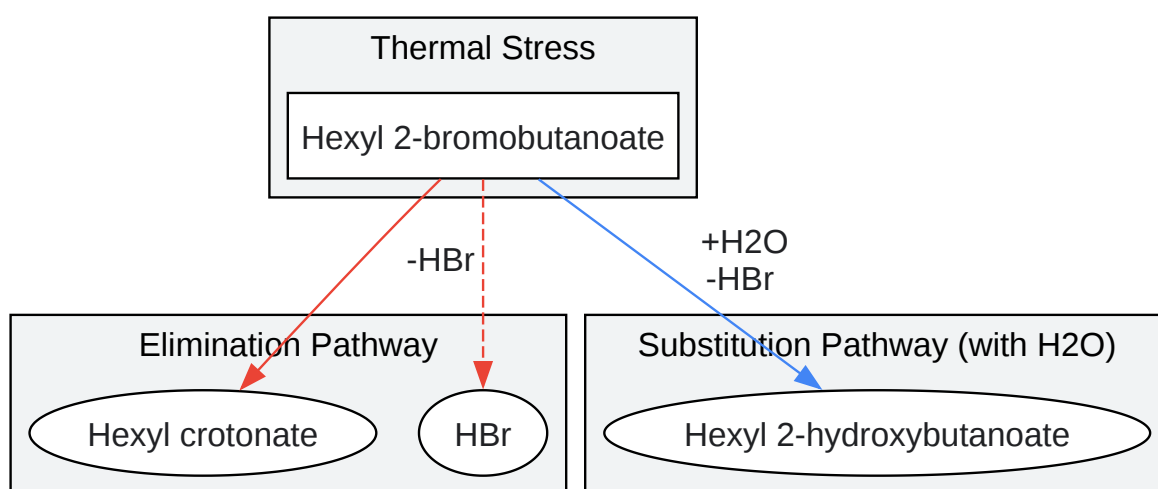 Thermal Stress
Hexyl 2-bromobutanoate
-HBr
+H2O
-HBr
Elimination Pathway
Substitution Pathway (with H2O)
Hexyl crotonate
HBr
Hexyl 2-hydroxybutanoate